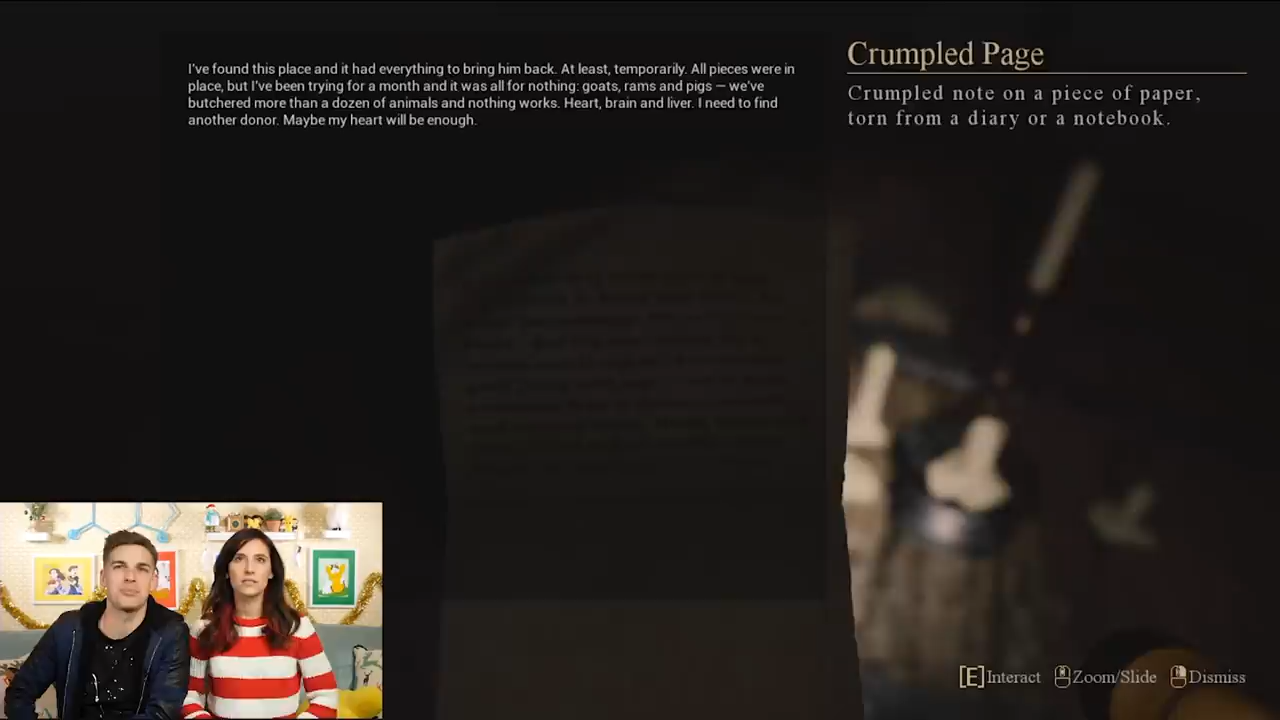 I've found this place and it had everything to bring him back. At least, temporarily. All pieces were in
place, but I've been trying for a month and it was all for nothing: goats, rams and pigs — we've
butchered more than a dozen of animals and nothing works. Heart, brain and liver. I need to find
another donor. Maybe my heart will be enough.
Crumpled Page
Crumpled note on a piece of paper,
torn from a diary or a notebook.
[E]Interact Zoom/Slide Dismiss